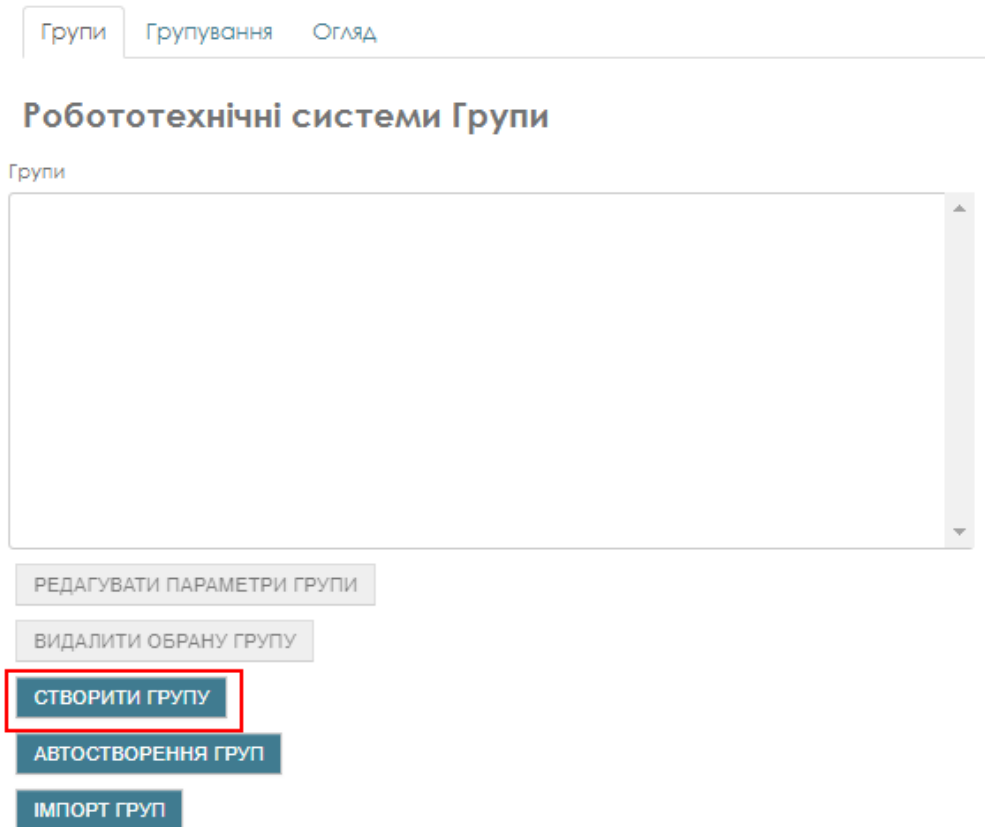 Групи Групування Огляд
Робототехнічні системи Групи
Групи
РЕДАГУВАТИ ПАРАМЕТРИ ГРУПИ
ВИДАЛИТИ ОБРАНУ ГРУПУ
СТВОРИТИ ГРУПУ
АВТОСТВОРЕННЯ ГРУП
ІМПОРТ ГРУП